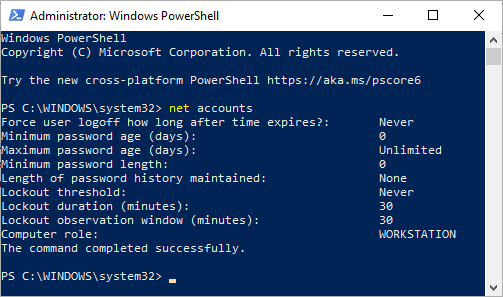 Administrator: Windows PowerShell
Windows PowerShell
Copyright (C) Microsoft Corporation. All rights reserved.
Try the new cross-platform PowerShell https://aka.ms/pscore6
PS C:\WINDOWS\system32> net accounts
Force user logoff how long after time expires?: Never
Minimum password age (days): 0
Maximum password age (days): Unlimited
Minimum password length: 0
Length of password history maintained: None
Lockout threshold: Never
Lockout duration (minutes): 30
Lockout observation window (minutes): 30
Computer role: WORKSTATION
The command completed successfully.
PS C:\WINDOWS\system32>